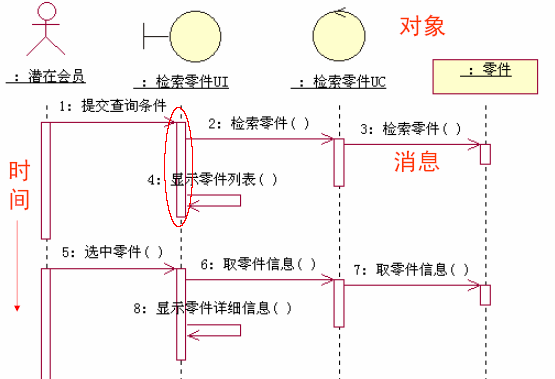 对象
: 潜在会员
: 检索零件UI
: 检索零件UC
: 零件
1: 提交查询条件
2: 检索零件( )
3: 检索零件( )
消息
时间
4: 显示零件列表( )
5: 选中零件( )
6: 取零件信息( )
7: 取零件信息( )
8: 显示零件详细信息( )